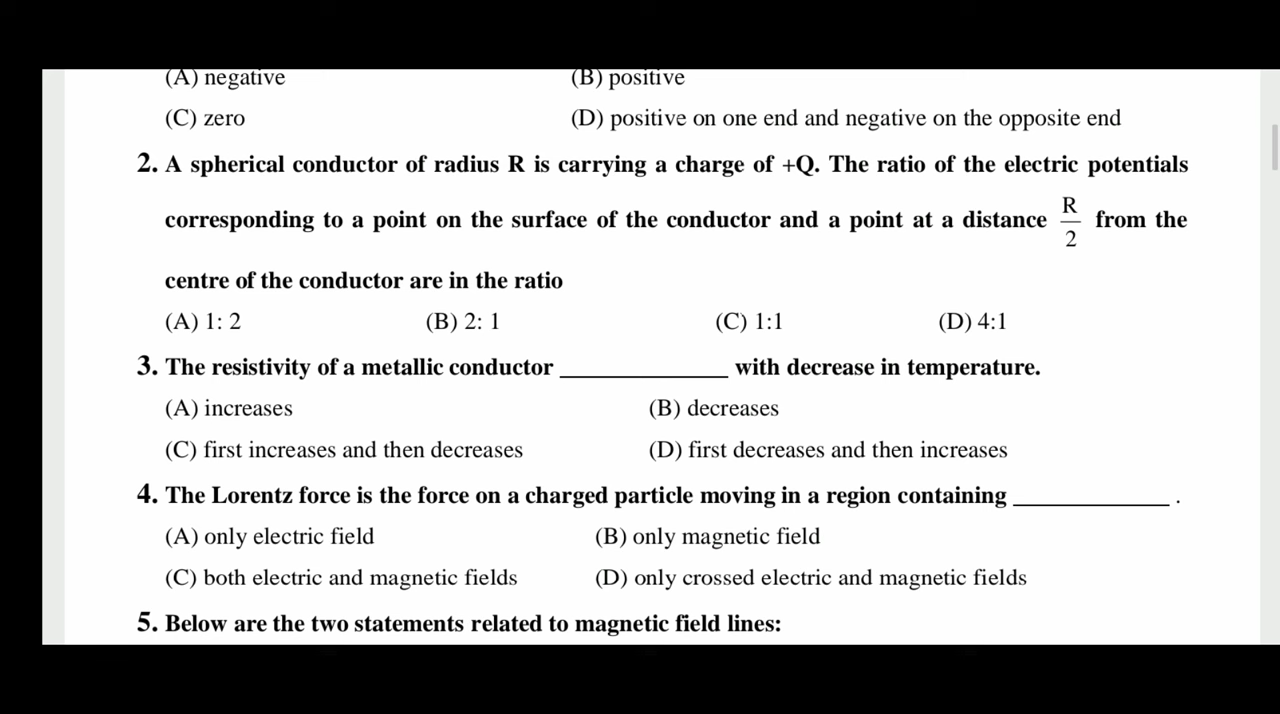 (A) negative (B) positive
(C) zero (D) positive on one end and negative on the opposite end
2. A spherical conductor of radius R is carrying a charge of +Q. The ratio of the electric potentials
corresponding to a point on the surface of the conductor and a point at a distance R/2 from the
centre of the conductor are in the ratio
(A) 1: 2 (B) 2: 1 (C) 1:1 (D) 4:1
3. The resistivity of a metallic conductor ______________ with decrease in temperature.
(A) increases (B) decreases
(C) first increases and then decreases (D) first decreases and then increases
4. The Lorentz force is the force on a charged particle moving in a region containing _____________ .
(A) only electric field (B) only magnetic field
(C) both electric and magnetic fields (D) only crossed electric and magnetic fields
5. Below are the two statements related to magnetic field lines: